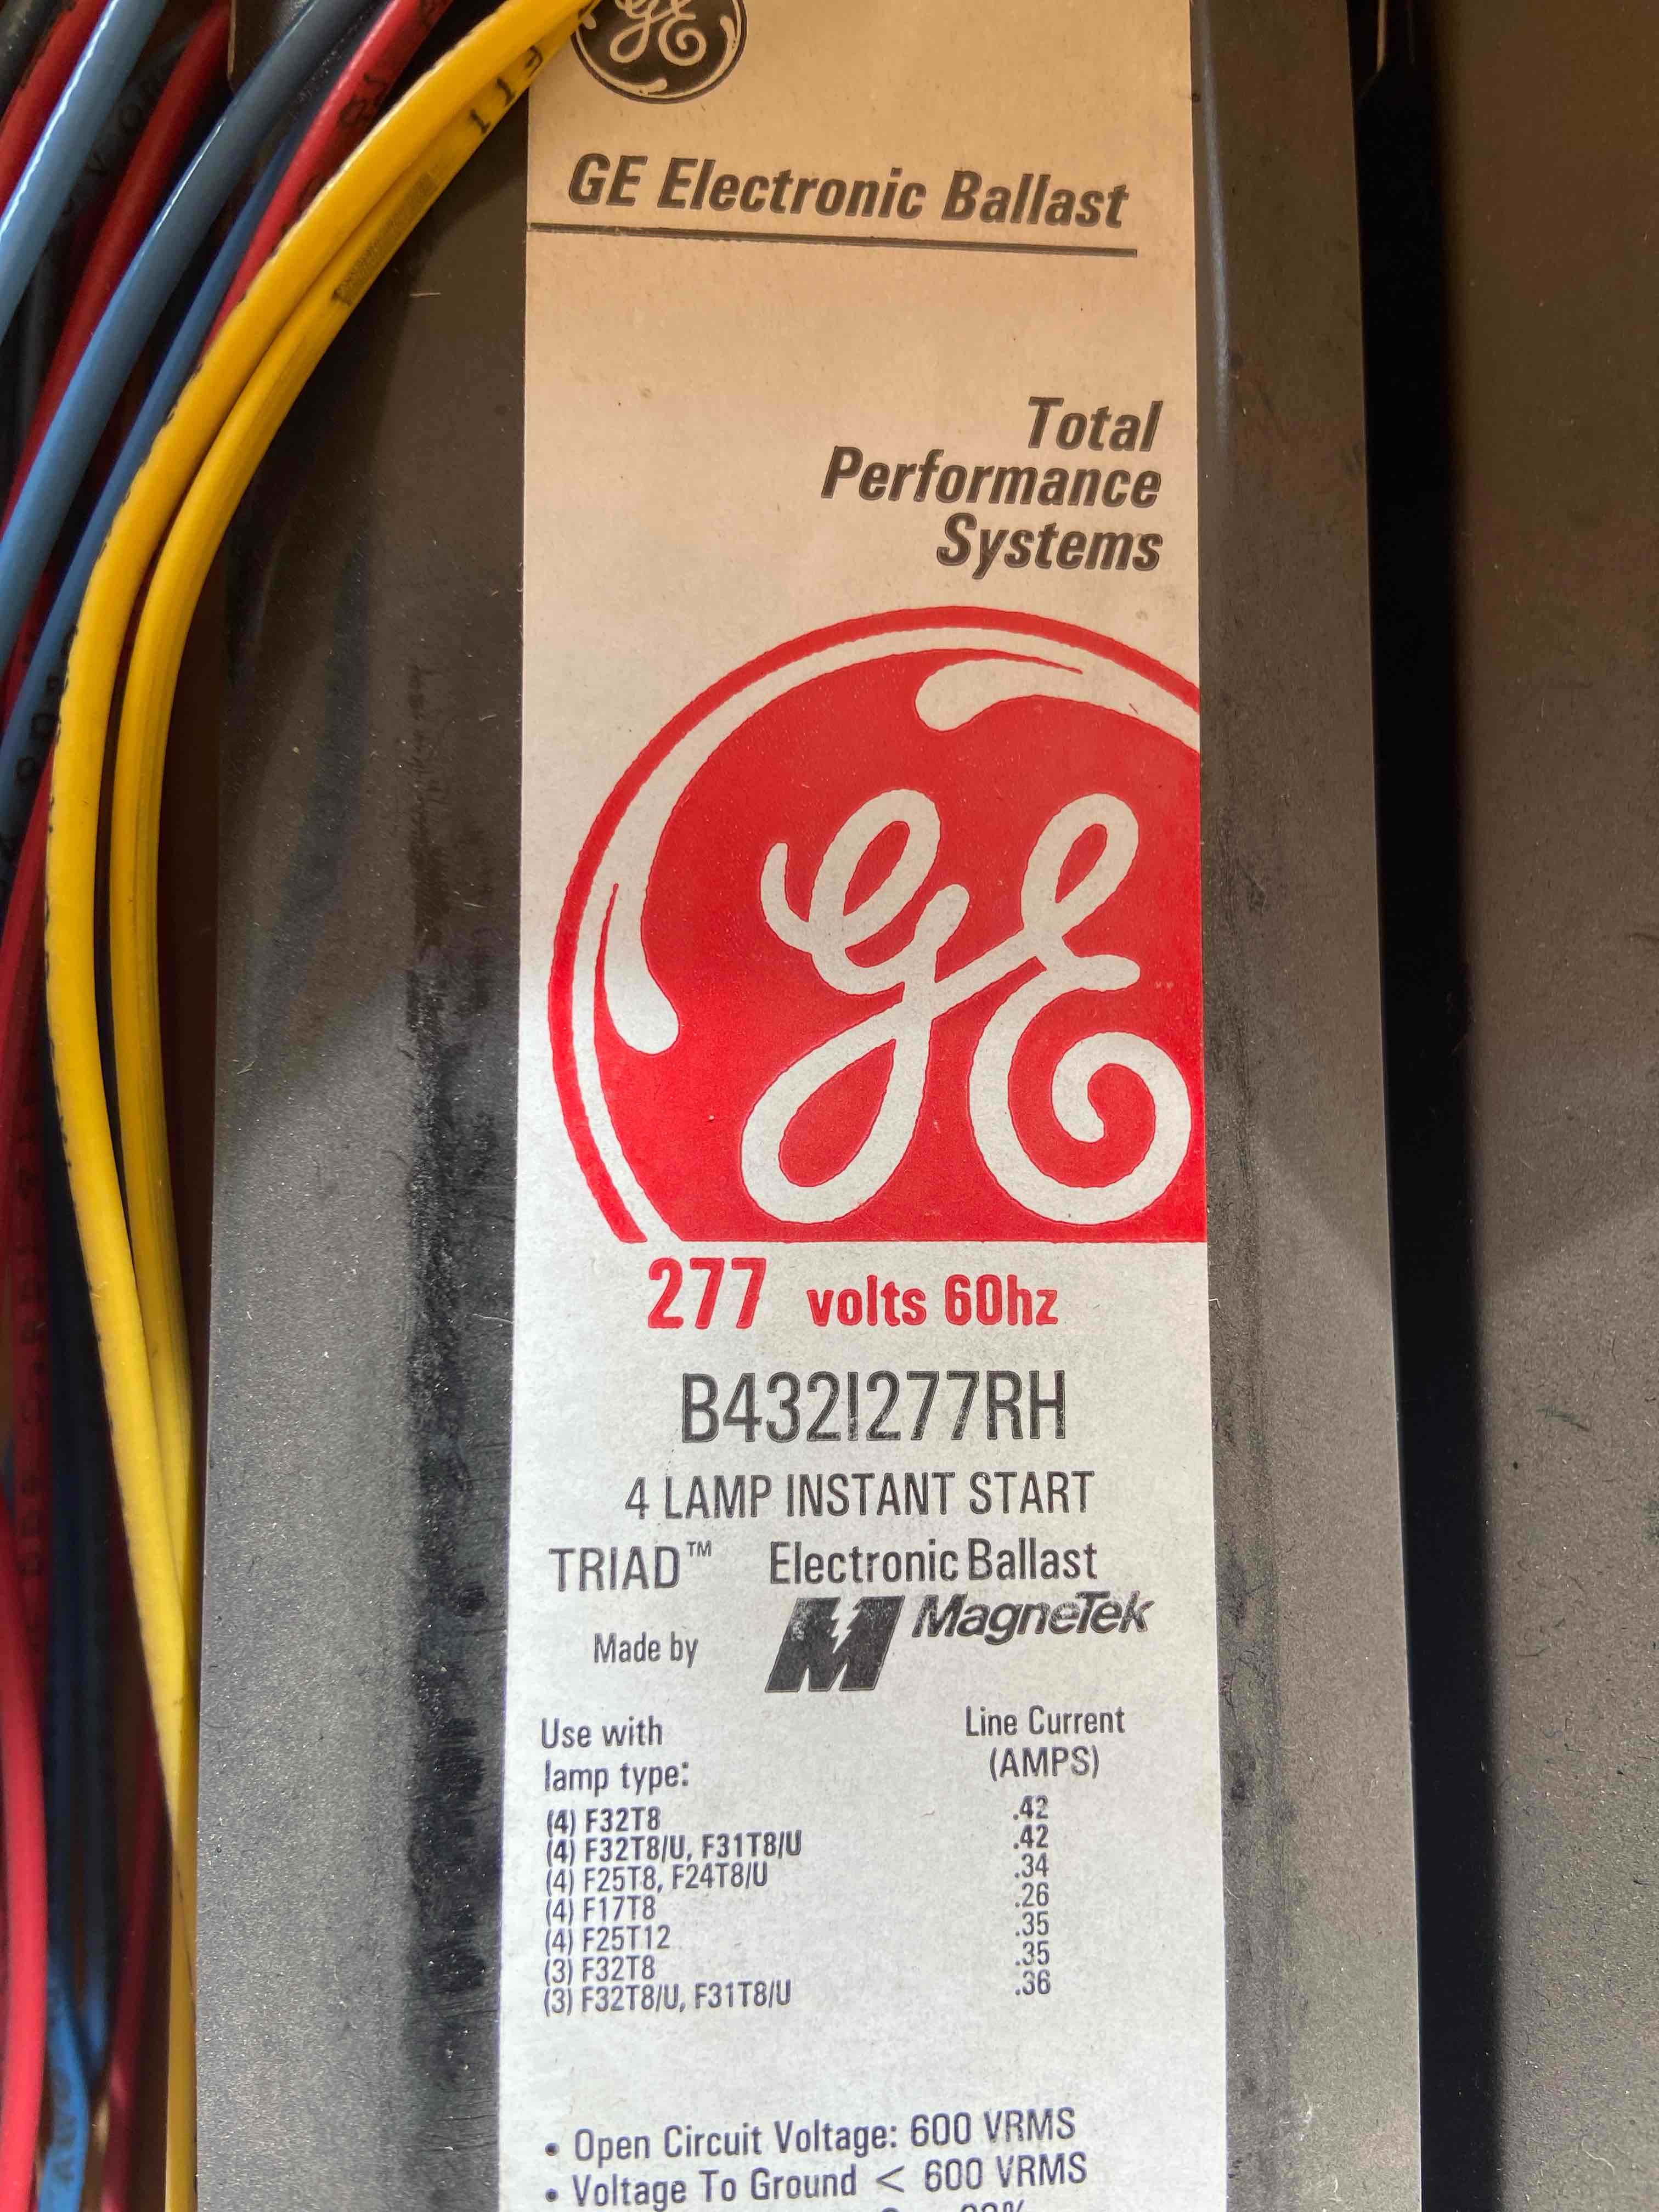 GE
GE Electronic Ballast
Total
Performance
Systems
GE
277 volts 60hz
B432I277RH
4 LAMP INSTANT START
TRIAD™ Electronic Ballast
Made by M MagneTek
Use with lamp type: Line Current (AMPS)
(4) F32T8 .42
(4) F32T8/U, F31T8/U .42
(4) F25T8, F24T8/U .34
(4) F17T8 .26
(4) F25T12 .35
(3) F32T8 .35
(3) F32T8/U, F31T8/U .36
• Open Circuit Voltage: 600 VRMS
• Voltage To Ground < 600 VRMS